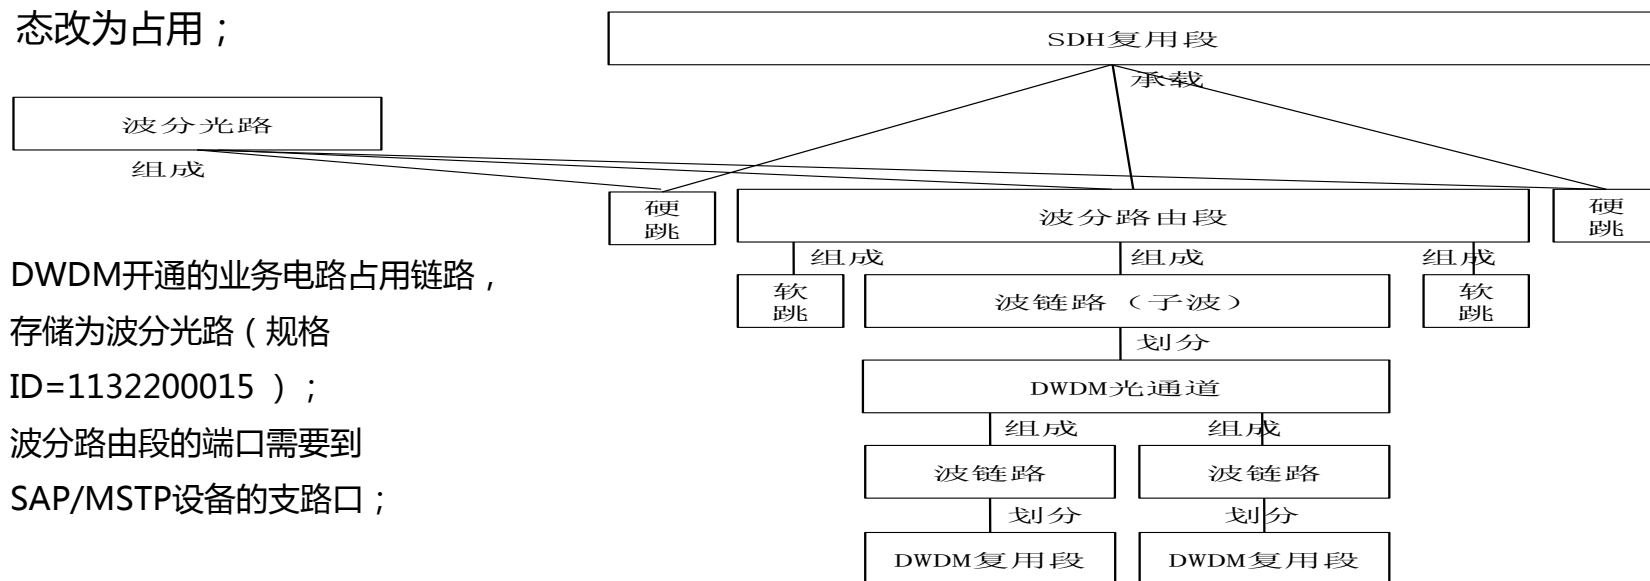 态改为占用；
SDH复用段
承载
波分光路
组成
硬跳
波分路由段
硬跳
组成
组成
组成
DWDM开通的业务电路占用链路，
存储为波分光路（规格
ID=1132200015 ）；
波分路由段的端口需要到
SAP/MSTP设备的支路口；
软跳
波链路（子波）
软跳
划分
DWDM光通道
组成
组成
波链路
波链路
划分
划分
DWDM复用段
DWDM复用段